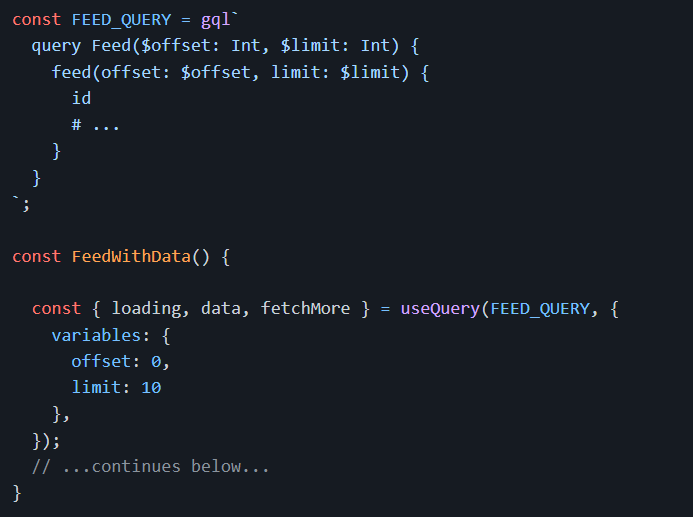 const FEED_QUERY = gql`
  query Feed($offset: Int, $limit: Int) {
    feed(offset: $offset, limit: $limit) {
      id
      # ...
    }
  }
`;

const FeedWithData() {

  const { loading, data, fetchMore } = useQuery(FEED_QUERY, {
    variables: {
      offset: 0,
      limit: 10
    },
  });
  // ...continues below...
}